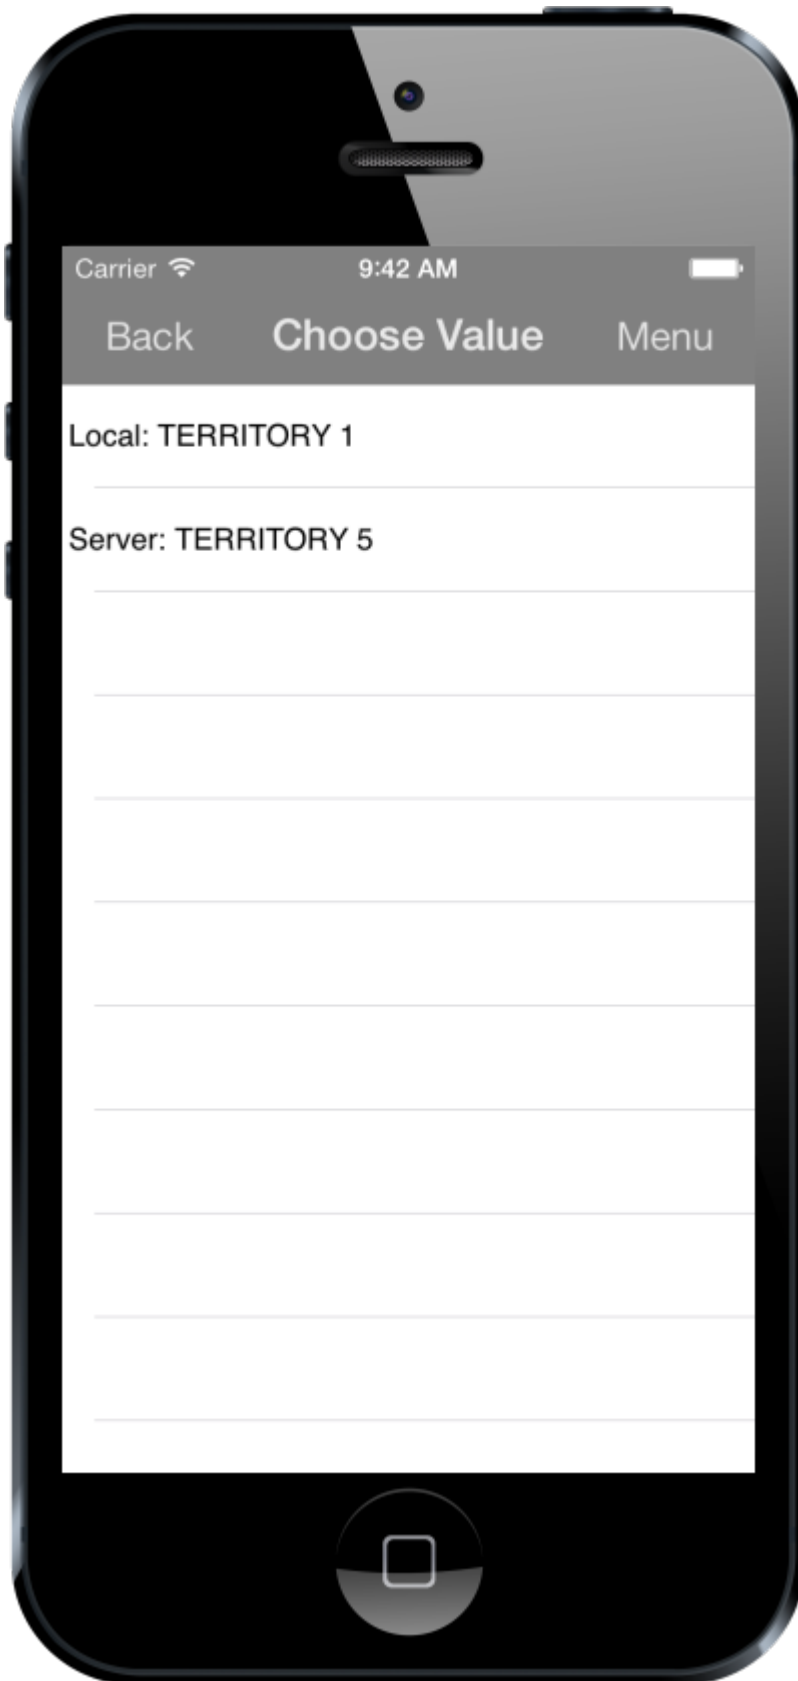 Carrier
9:42 AM
Back
Choose Value
Menu
Local: TERRITORY 1
Server: TERRITORY 5